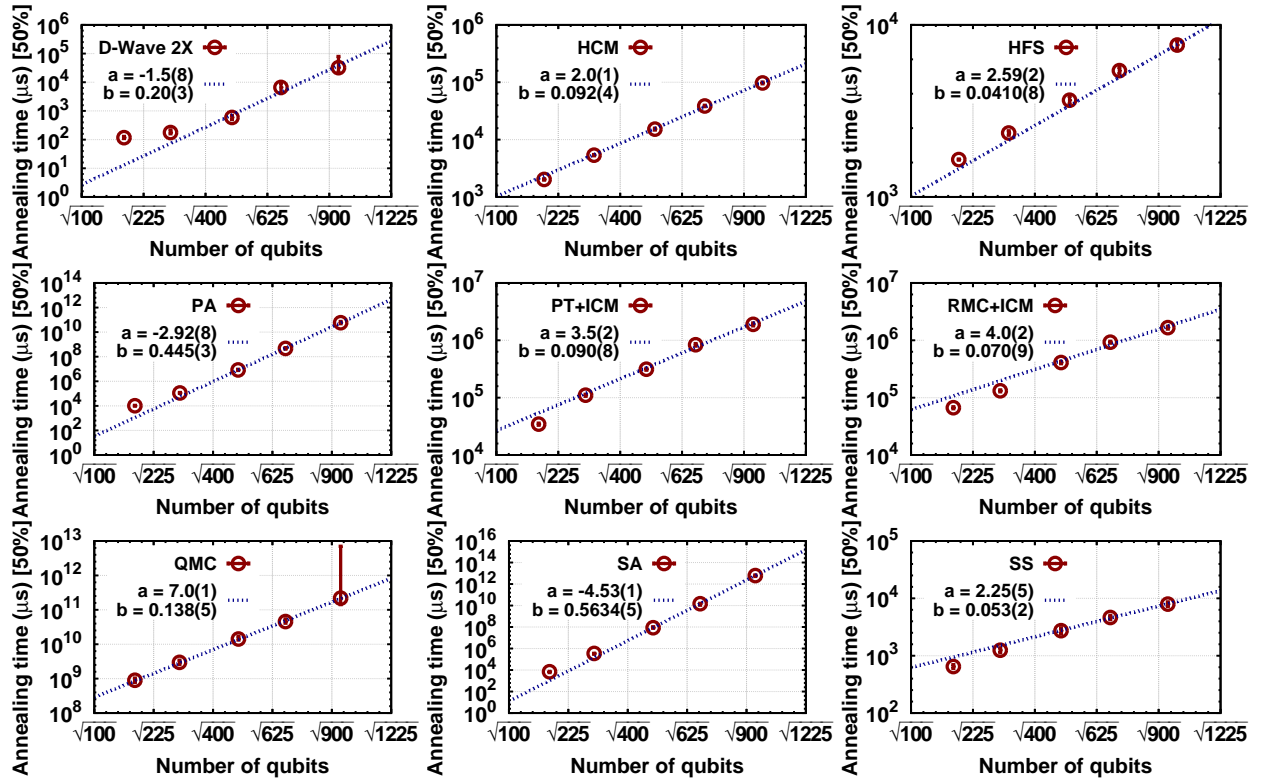 Annealing time (μs) [50%]
10^6
10^5
10^4
10^3
10^2
10^1
10^0
D-Wave 2X
a = -1.5(8)
b = 0.20(3)
√100 √225 √400 √625 √900 √1225
Number of qubits
Annealing time (μs) [50%]
10^6
10^5
10^4
10^3
HCM
a = 2.0(1)
b = 0.092(4)
√100 √225 √400 √625 √900 √1225
Number of qubits
Annealing time (μs) [50%]
10^4
10^3
HFS
a = 2.59(2)
b = 0.0410(8)
√100 √225 √400 √625 √900 √1225
Number of qubits
Annealing time (μs) [50%]
10^14
10^12
10^10
10^8
10^6
10^4
10^2
10^0
PA
a = -2.92(8)
b = 0.445(3)
√100 √225 √400 √625 √900 √1225
Number of qubits
Annealing time (μs) [50%]
10^7
10^6
10^5
10^4
PT+ICM
a = 3.5(2)
b = 0.090(8)
√100 √225 √400 √625 √900 √1225
Number of qubits
Annealing time (μs) [50%]
10^7
10^6
10^5
10^4
RMC+ICM
a = 4.0(2)
b = 0.070(9)
√100 √225 √400 √625 √900 √1225
Number of qubits
Annealing time (μs) [50%]
10^13
10^12
10^11
10^10
10^9
10^8
QMC
a = 7.0(1)
b = 0.138(5)
√100 √225 √400 √625 √900 √1225
Number of qubits
Annealing time (μs) [50%]
10^16
10^14
10^12
10^10
10^8
10^6
10^4
10^2
10^0
SA
a = -4.53(1)
b = 0.5634(5)
√100 √225 √400 √625 √900 √1225
Number of qubits
Annealing time (μs) [50%]
10^5
10^4
10^3
10^2
SS
a = 2.25(5)
b = 0.053(2)
√100 √225 √400 √625 √900 √1225
Number of qubits